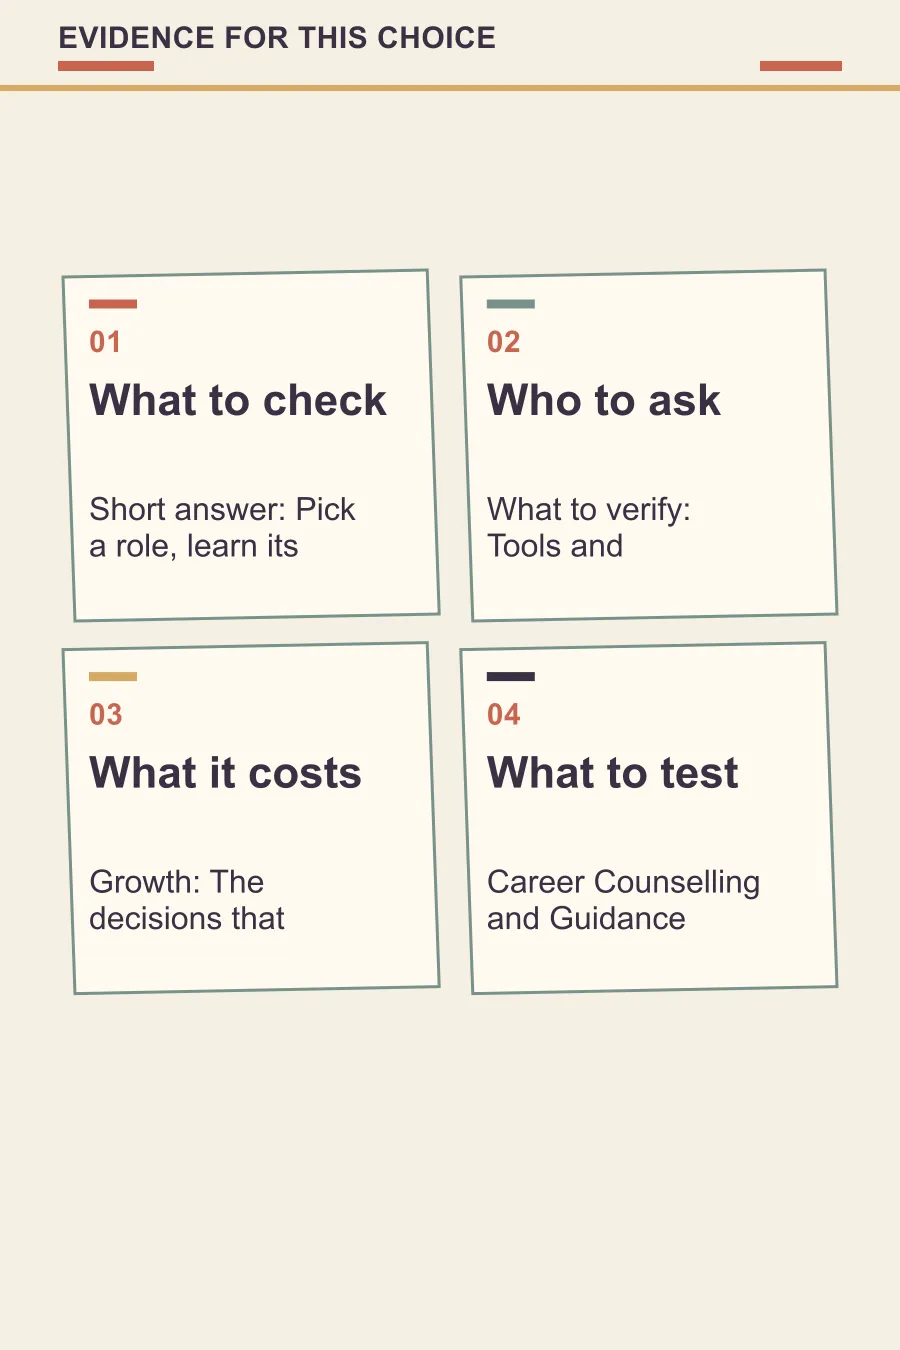 EVIDENCE FOR THIS CHOICE
01
What to check
Short answer: Pick
a role, learn its
02
Who to ask
What to verify:
Tools and
03
What it costs
Growth: The
decisions that
04
What to test
Career Counselling
and Guidance